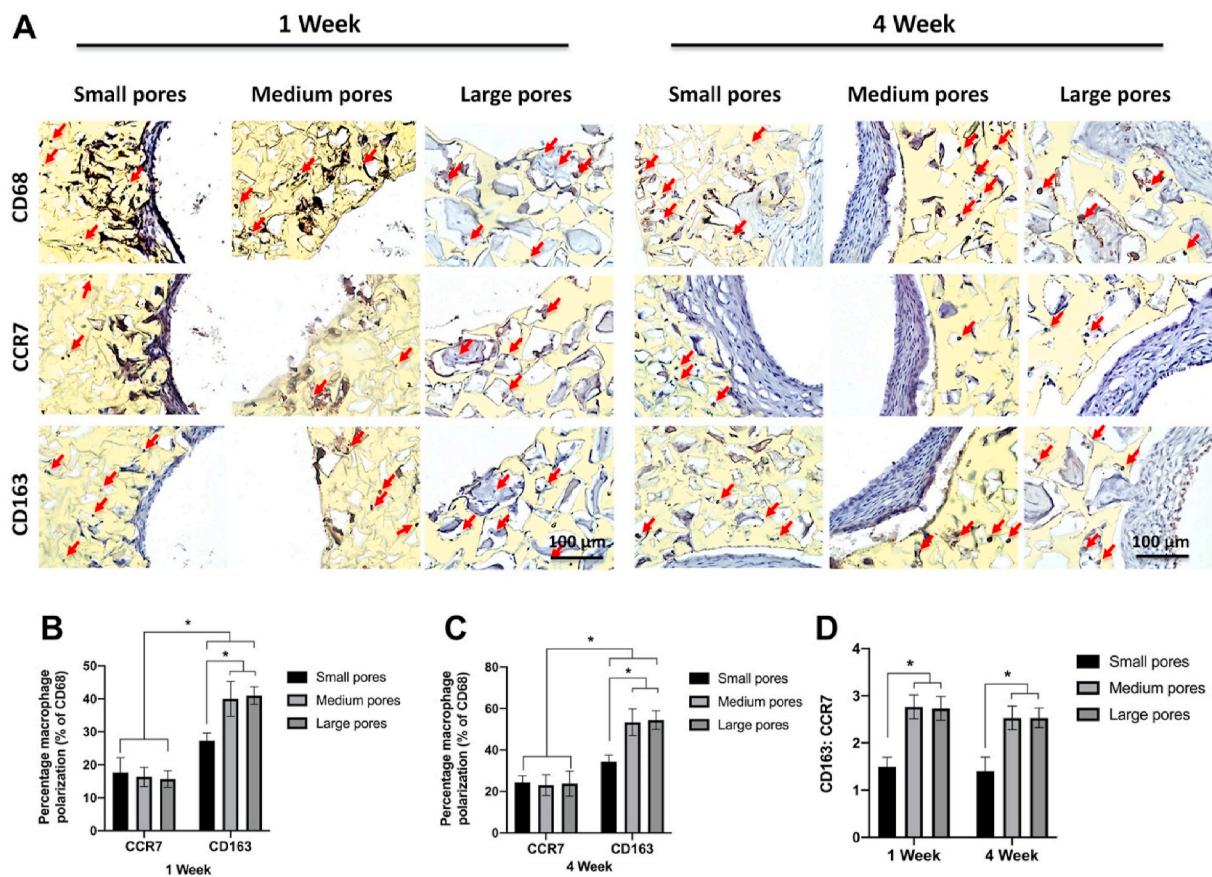 A
1 Week
4 Week
Small pores
Medium pores
Large pores
Small pores
Medium pores
Large pores
CD68
CCR7
CD163
100 μm
100 μm
B
Percentage macrophage
polarization (% of CD68)
50
40
30
20
10
0
*
*
CCR7
CD163
1 Week
Small pores
Medium pores
Large pores
C
Percentage macrophage
polarization (% of CD68)
80
60
40
20
0
*
*
CCR7
CD163
4 Week
Small pores
Medium pores
Large pores
D
CD163: CCR7
4
3
2
1
0
*
*
1 Week
4 Week
Small pores
Medium pores
Large pores